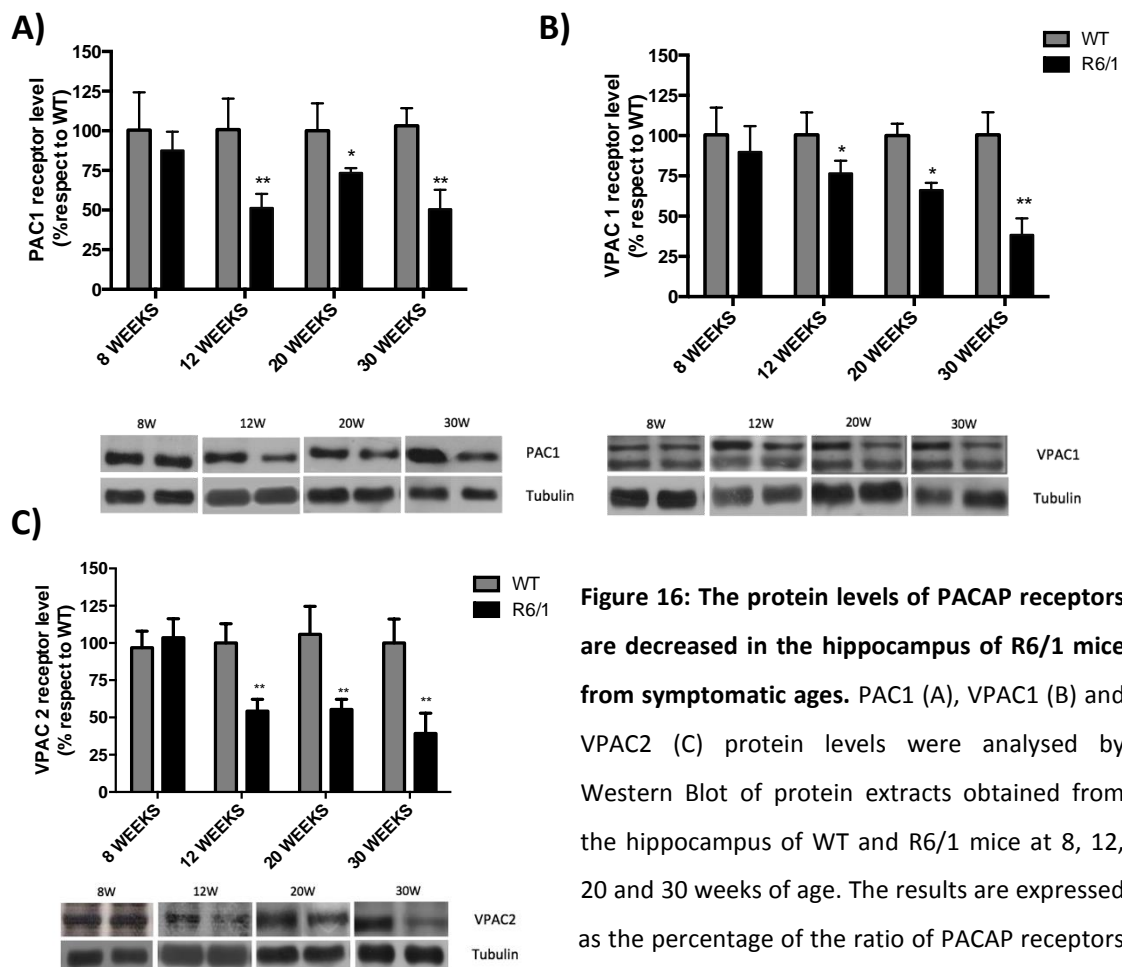 A)
150
125
100
75
50
25
0
PAC1 receptor level
(%respect to WT)
**
*
**
8 WEEKS
12 WEEKS
20 WEEKS
30 WEEKS
8W 12W 20W 30W
PAC1
Tubulin
B)
WT
R6/1
150
125
100
75
50
25
0
VPAC 1 receptor level
(% respect to WT)
*
*
**
8 WEEKS
12 WEEKS
20 WEEKS
30 WEEKS
8W 12W 20W 30W
VPAC1
Tubulin
C)
WT
R6/1
150
125
100
75
50
25
0
VPAC 2 receptor level
(% respect to WT)
**
**
**
8 WEEKS
12 WEEKS
20 WEEKS
30 WEEKS
8W 12W 20W 30W
VPAC2
Tubulin
Figure 16: The protein levels of PACAP receptors
are decreased in the hippocampus of R6/1 mice
from symptomatic ages. PAC1 (A), VPAC1 (B) and
VPAC2 (C) protein levels were analysed by
Western Blot of protein extracts obtained from
the hippocampus of WT and R6/1 mice at 8, 12,
20 and 30 weeks of age. The results are expressed
as the percentage of the ratio of PACAP receptors